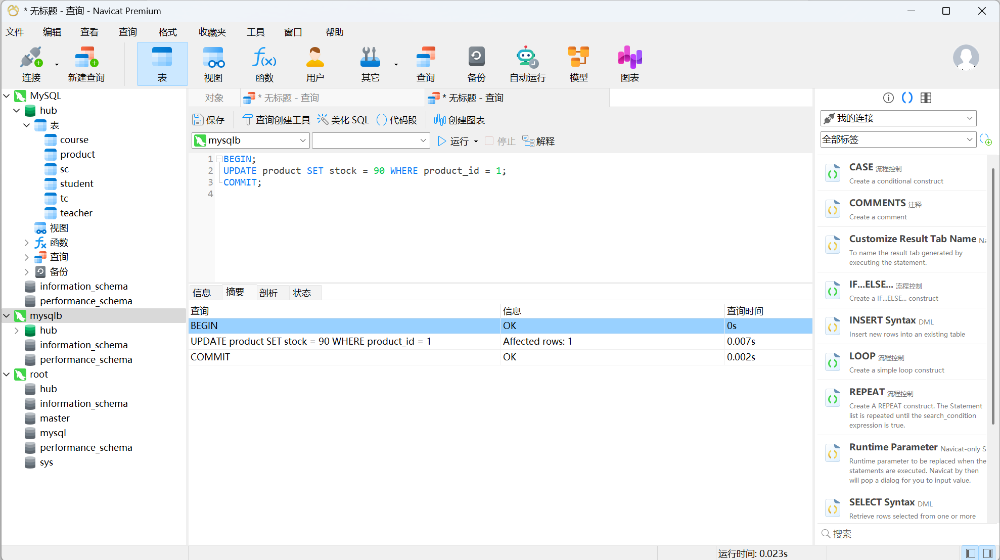 * 无标题 - 查询 - Navicat Premium
文件 编辑 查看 查询 格式 收藏夹 工具 窗口 帮助
连接 新建查询 表 视图 函数 用户 其它 查询 备份 自动运行 模型 图表
MySQL
hub
表
course
product
sc
student
tc
teacher
视图
函数
查询
备份
information_schema
performance_schema
mysqlb
hub
information_schema
performance_schema
root
hub
information_schema
master
mysql
performance_schema
sys
对象 * 无标题 - 查询 * 无标题 - 查询
保存 查询创建工具 美化 SQL 代码段 创建图表
mysqlb 运行 停止 解释
1 BEGIN;
2 UPDATE product SET stock = 90 WHERE product_id = 1;
3 COMMIT;
4
信息 摘要 剖析 状态
查询 信息 查询时间
BEGIN OK 0s
UPDATE product SET stock = 90 WHERE product_id = 1 Affected rows: 1 0.007s
COMMIT OK 0.002s
我的连接
全部标签
CASE 流程控制
Create a conditional construct
COMMENTS 注释
Create a comment
Customize Result Tab Name Na
To name the result tab generated by
executing the statement.
IF...ELSE... 流程控制
Create a IF...ELSE... construct
INSERT Syntax DML
Insert new rows into an existing table
LOOP 流程控制
Create a simple loop construct
REPEAT 流程控制
Create A REPEAT construct. The Statement
list is repeated until the search_condition
expression is true.
Runtime Parameter Navicat-only S
Runtime parameter to be replaced when the
statements are executed. Navicat by then
will pop a dialog for you to input value.
SELECT Syntax DML
Retrieve rows selected from one or more
搜索
运行时间: 0.023s